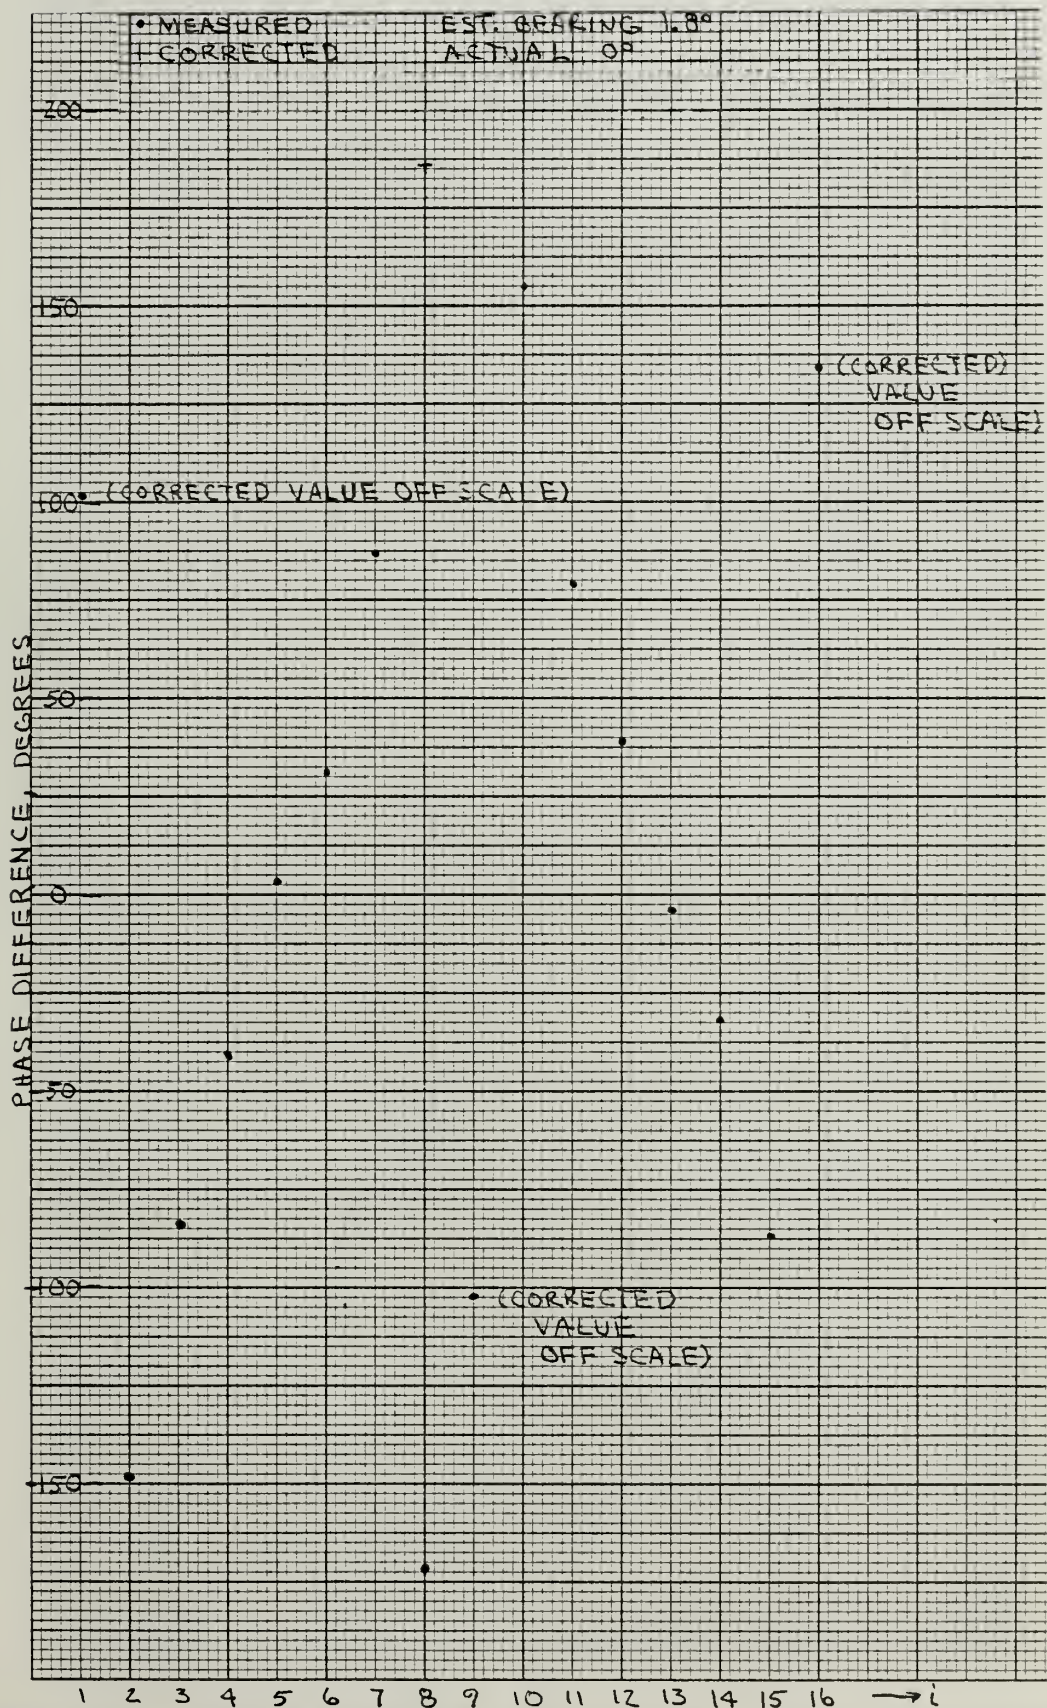 • MEASURED EST. BEARING 1.8°
+ CORRECTED ACTUAL 0°
200
150
(CORRECTED)
VALUE
OFF SCALE)
100 (CORRECTED VALUE OFF SCALE)
50
PHASE DIFFERENCE, DEGREES
0
-50
-100 (CORRECTED
VALUE
OFF SCALE)
-150
1 2 3 4 5 6 7 8 9 10 11 12 13 14 15 16 → i